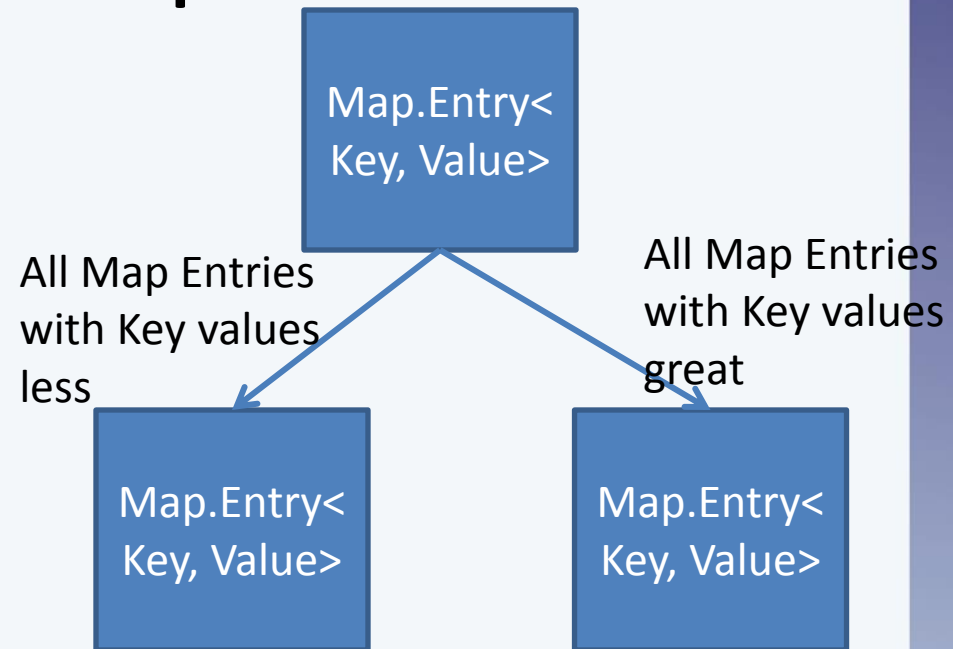 Map.Entry<
Key, Value>
All Map Entries
with Key values
less
All Map Entries
with Key values
great
Map.Entry<
Key, Value>
Map.Entry<
Key, Value>